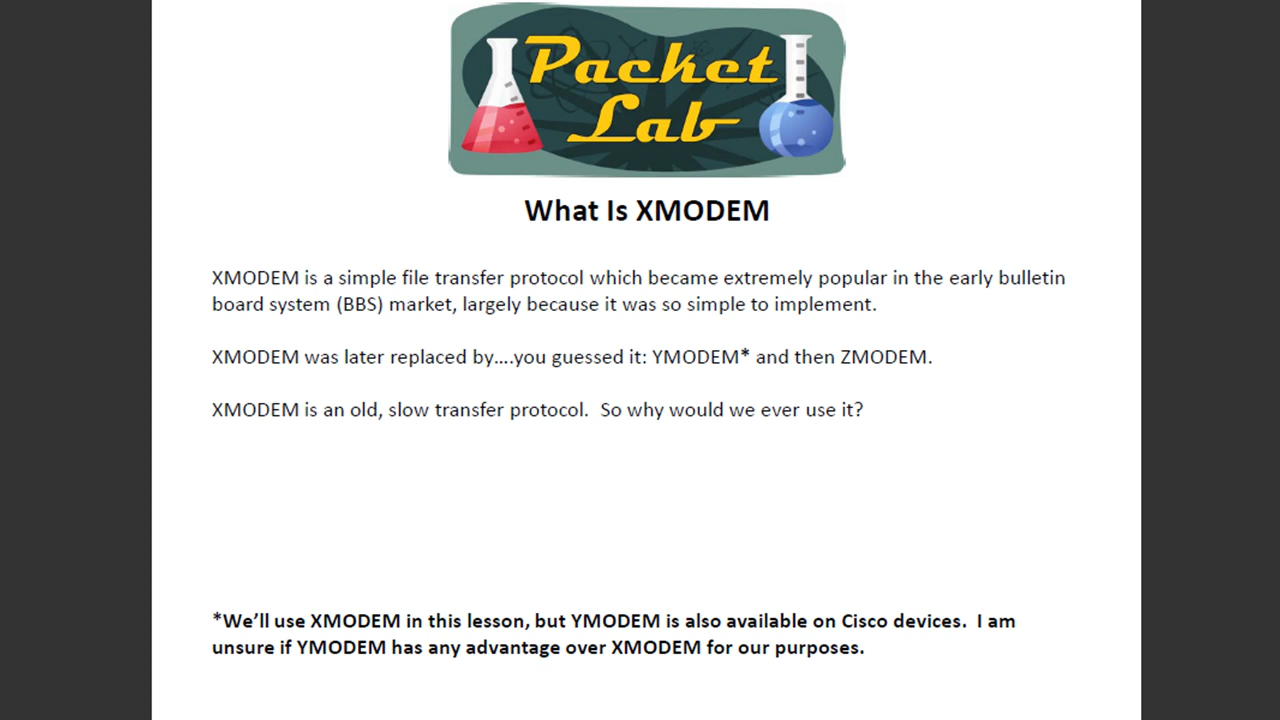 Packet
Lab
What Is XMODEM
XMODEM is a simple file transfer protocol which became extremely popular in the early bulletin
board system (BBS) market, largely because it was so simple to implement.
XMODEM was later replaced by....you guessed it: YMODEM* and then ZMODEM.
XMODEM is an old, slow transfer protocol.  So why would we ever use it?
*We’ll use XMODEM in this lesson, but YMODEM is also available on Cisco devices.  I am
unsure if YMODEM has any advantage over XMODEM for our purposes.